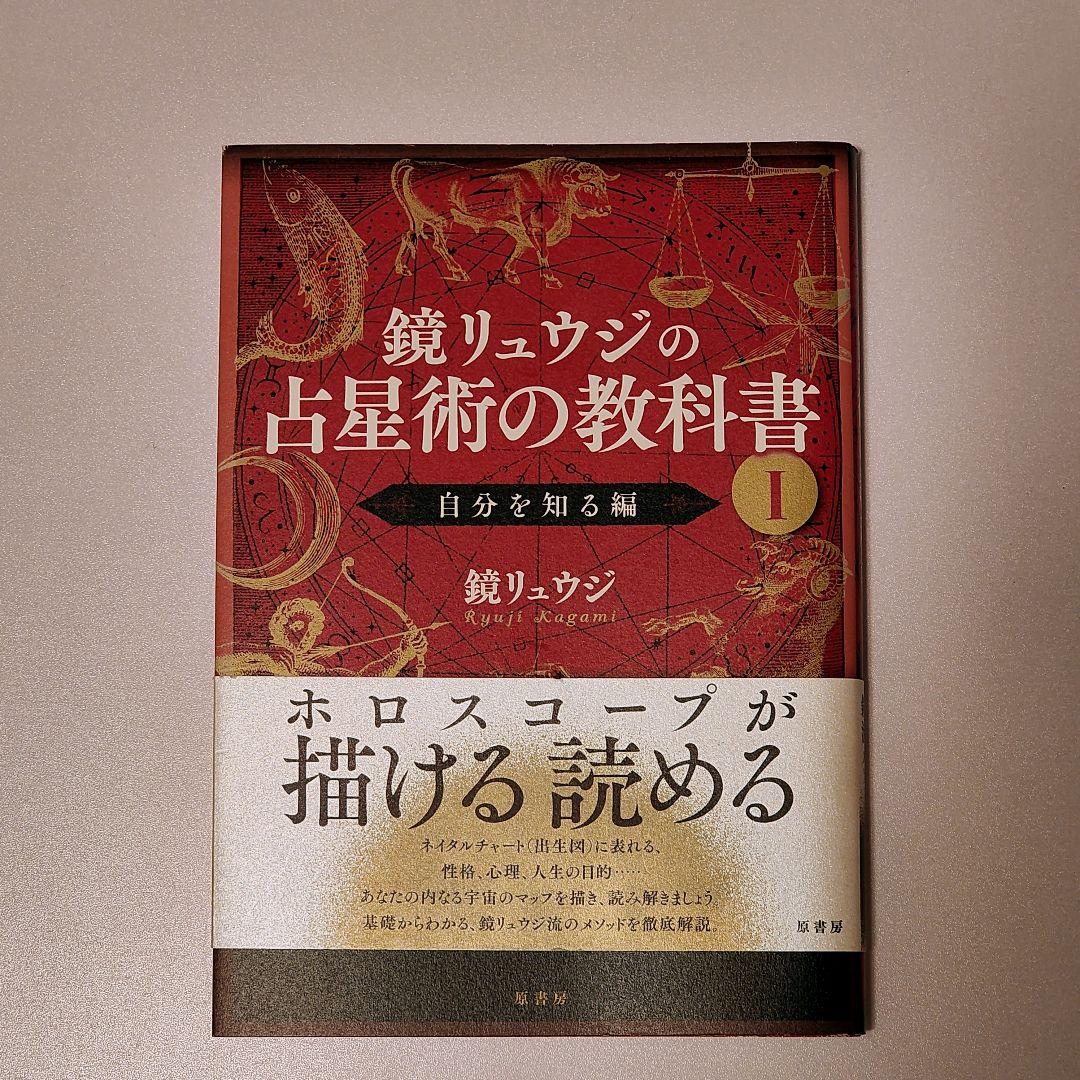 鏡リュウジの
占星術の教科書
I
自分を知る編
鏡リュウジ
Ryuji Kagami
ホロスコープが
描ける 読める
ネイタルチャート(出生図)に表れる、
性格、心理、人生の目的……
あなたの内なる宇宙のマップを描き、読み解きましょう。
基礎からわかる、鏡リュウジ流のメソッドを徹底解説。
原書房
原書房